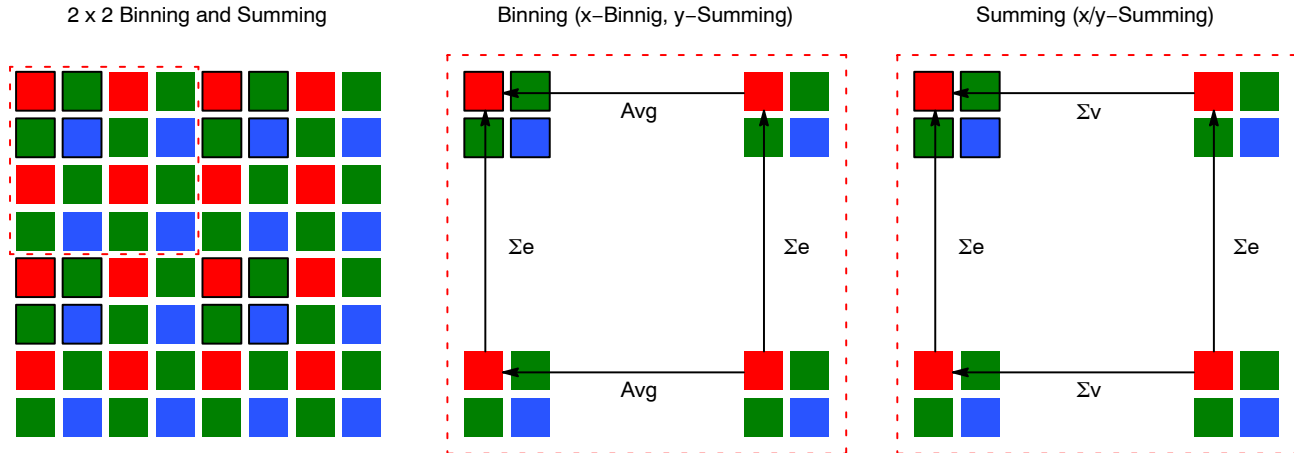 2 x 2 Binning and Summing
Binning (x−Binnig, y−Summing)
Summing (x/y−Summing)
Avg
Σv
Σe
Σe
Σe
Σe
Avg
Σv